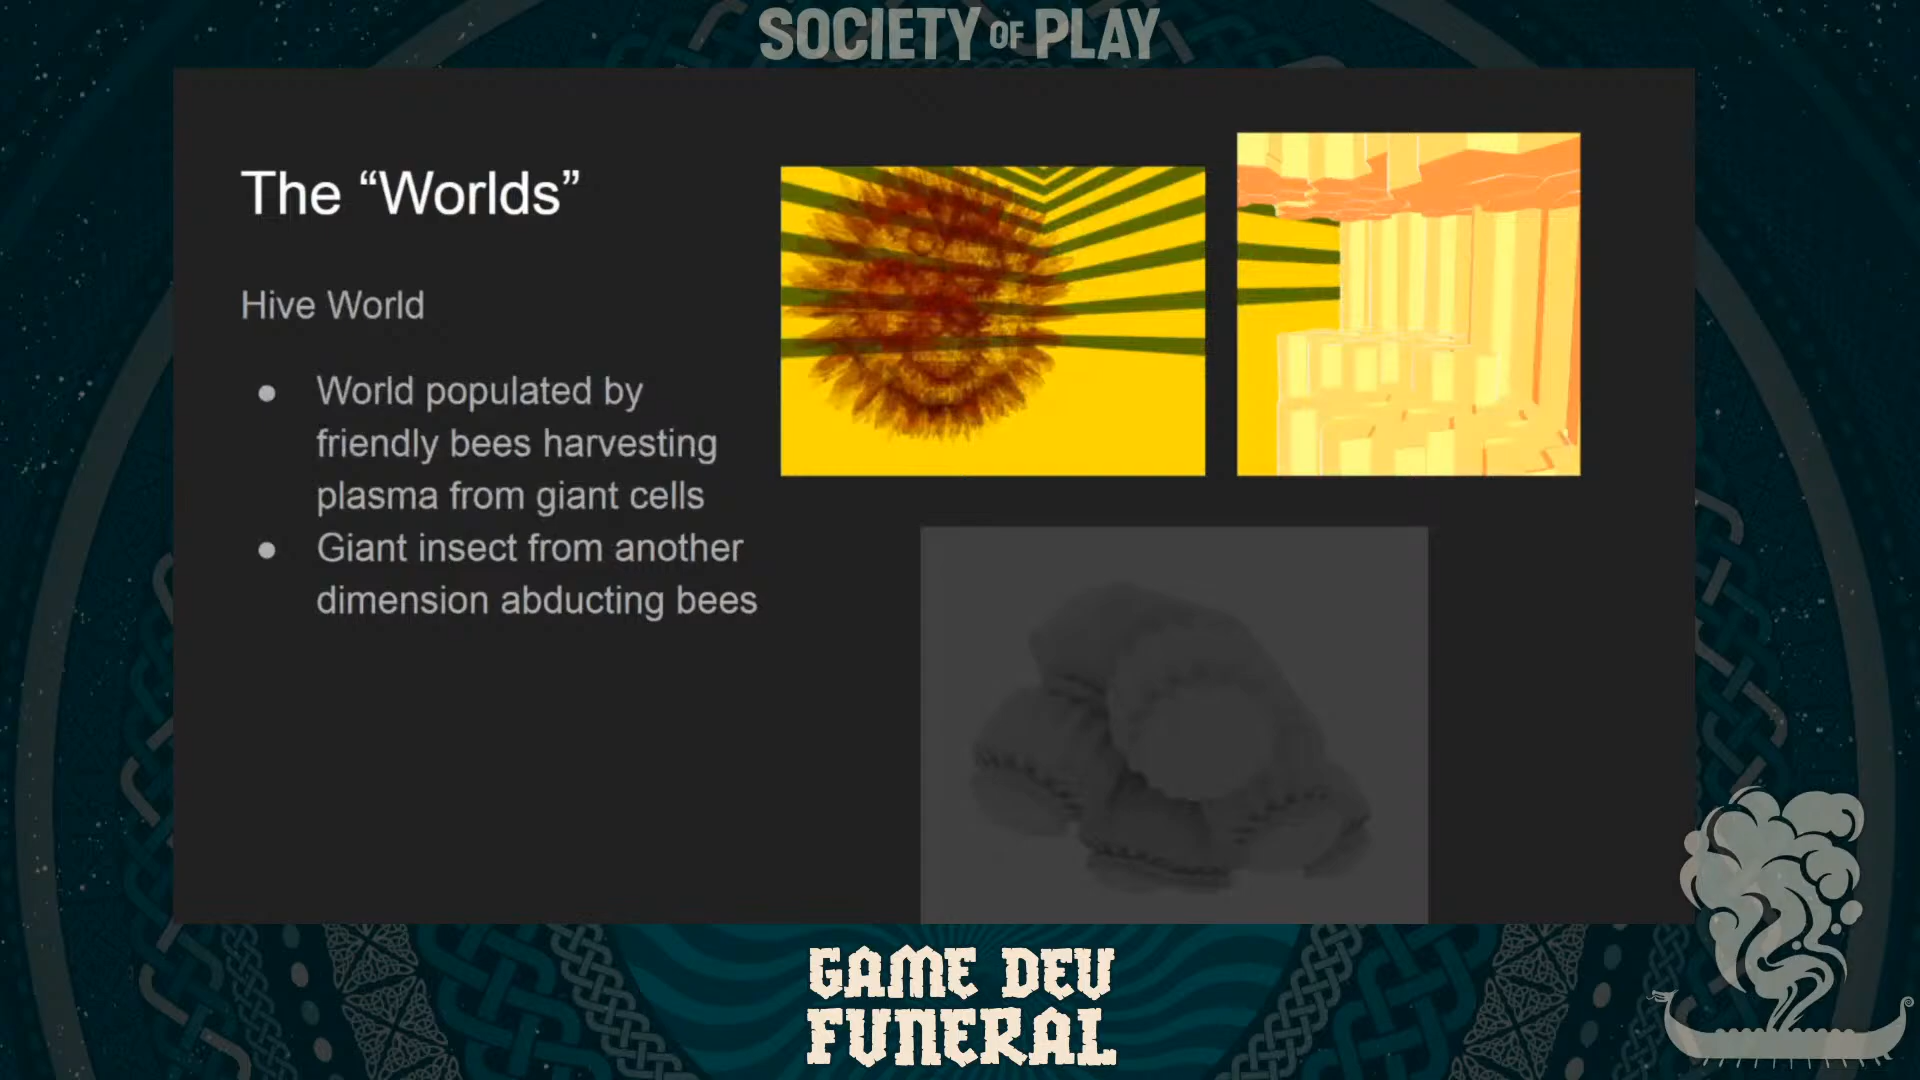 SOCIETY OF PLAY
The “Worlds”
Hive World
● World populated by
friendly bees harvesting
plasma from giant cells
● Giant insect from another
dimension abducting bees
GAME DEV
FUNERAL